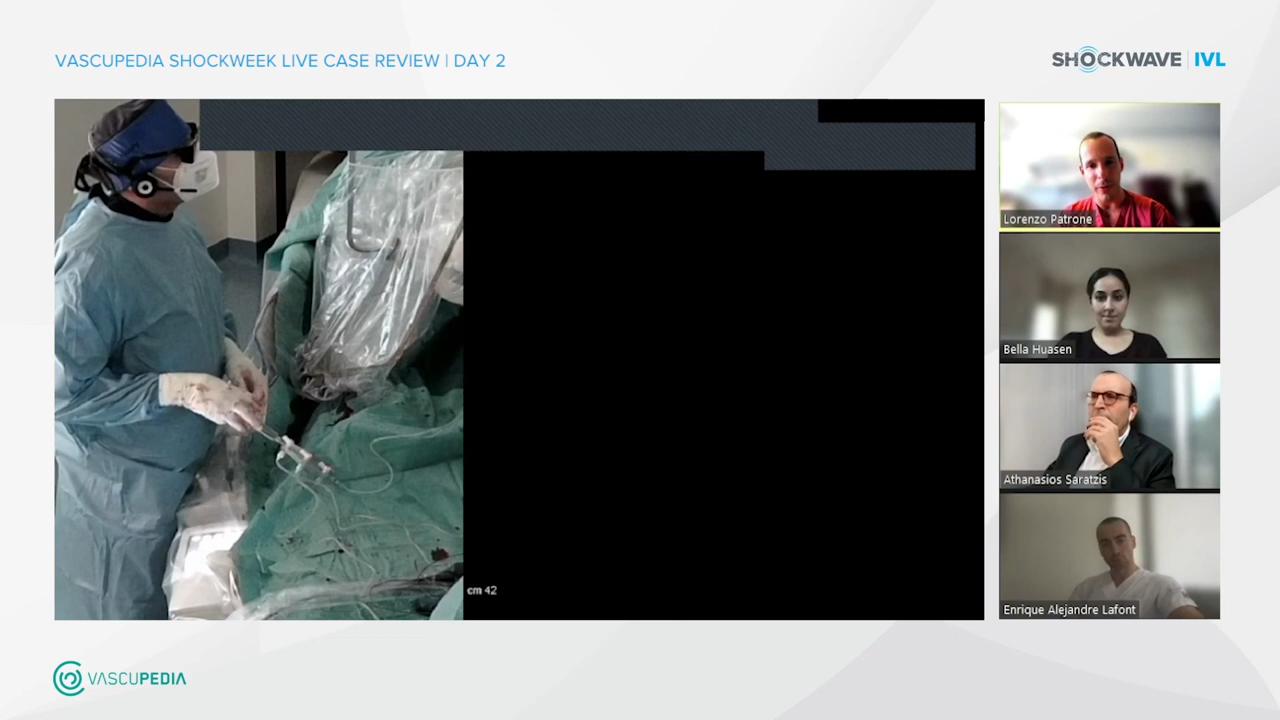 VASCUPEDIA SHOCKWEEK LIVE CASE REVIEW | DAY 2
SHOCKWAVE | IVL
Lorenzo Patrone
Bella Huasen
Athanasios Saratzis
Enrique Alejandre Lafont
cm 42
VASCUPEDIA